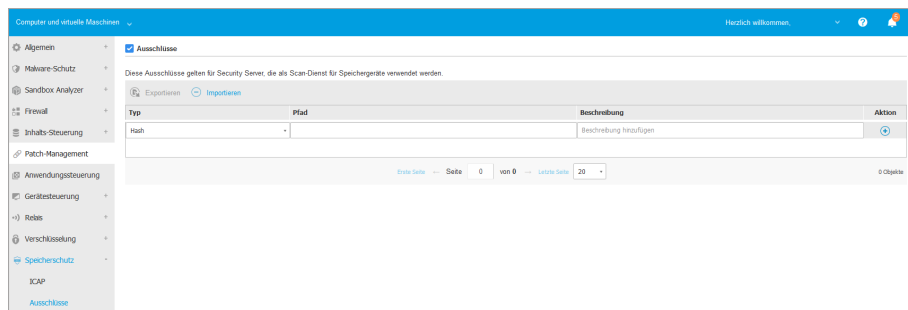 Computer und virtuelle Maschinen
Herzlich willkommen,
5
Allgemein +
Malware-Schutz +
Sandbox Analyzer +
Firewall +
Inhalts-Steuerung +
Patch-Management
Anwendungssteuerung
Gerätesteuerung +
Relais +
Verschlüsselung +
Speicherschutz -
ICAP
Ausschlüsse
Ausschlüsse
Diese Ausschlüsse gelten für Security Server, die als Scan-Dienst für Speichergeräte verwendet werden.
Exportieren Importieren
Typ Pfad Beschreibung Aktion
Hash Beschreibung hinzufügen
Erste Seite ← Seite 0 von 0 → Letzte Seite 20 0 Objekte